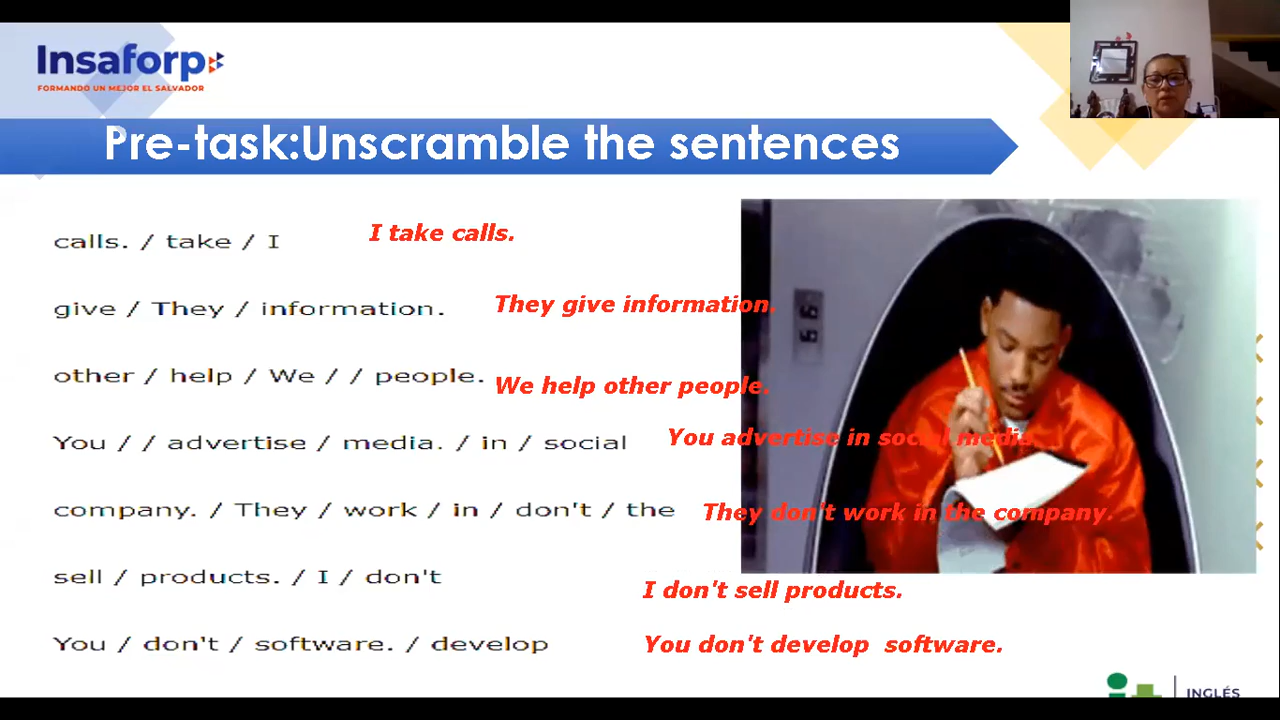 Insaforp
FORMANDO UN MEJOR EL SALVADOR
Pre-task:Unscramble the sentences
calls. / take / I
I take calls.
give / They / information.
They give information.
other / help / We / / people.
We help other people.
You / / advertise / media. / in / social
You advertise in social media.
company. / They / work / in / don't / the
They don't work in the company.
sell / products. / I / don't
I don't sell products.
You / don't / software. / develop
You don't develop  software.
INGLÉS